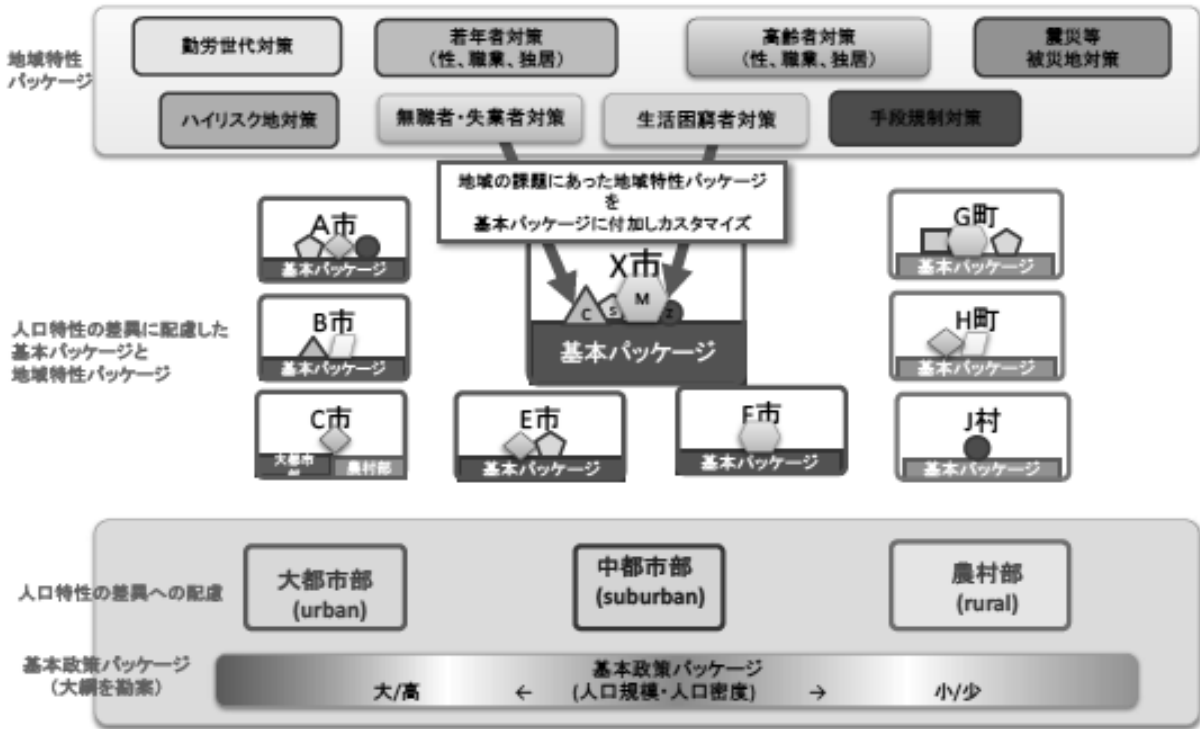 地域特性
パッケージ
勤労世代対策
若年者対策
(性、職業、独居)
高齢者対策
(性、職業、独居)
震災等
被災地対策
ハイリスク地対策
無職者・失業者対策
生活困窮者対策
手段規制対策
地域の課題にあった地域特性パッケージ
を
基本パッケージに付加しカスタマイズ
人口特性の差異に配慮した
基本パッケージと
地域特性パッケージ
A市
基本パッケージ
B市
基本パッケージ
C市
大都市
部
農村部
X市
C
S
M
Z
基本パッケージ
E市
基本パッケージ
F市
基本パッケージ
G町
基本パッケージ
H町
基本パッケージ
J村
基本パッケージ
人口特性の差異への配慮
大都市部
(urban)
中都市部
(suburban)
農村部
(rural)
基本政策パッケージ
(大綱を勘案)
基本政策パッケージ
大/高 ← (人口規模・人口密度) → 小/少